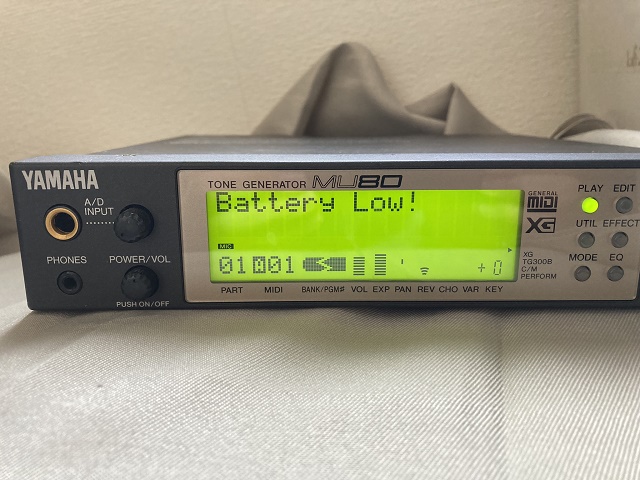 YAMAHA
A/D
INPUT
PHONES
POWER/VOL
PUSH ON/OFF
TONE GENERATOR MU80
Battery Low!
MIC
01 01
+ 0
PART MIDI BANK/PGM# VOL EXP PAN REV CHO VAR KEY
GENERAL
MIDI
XG
XG
TG300B
C/M
PERFORM
PLAY EDIT
UTIL EFFECT
MODE EQ